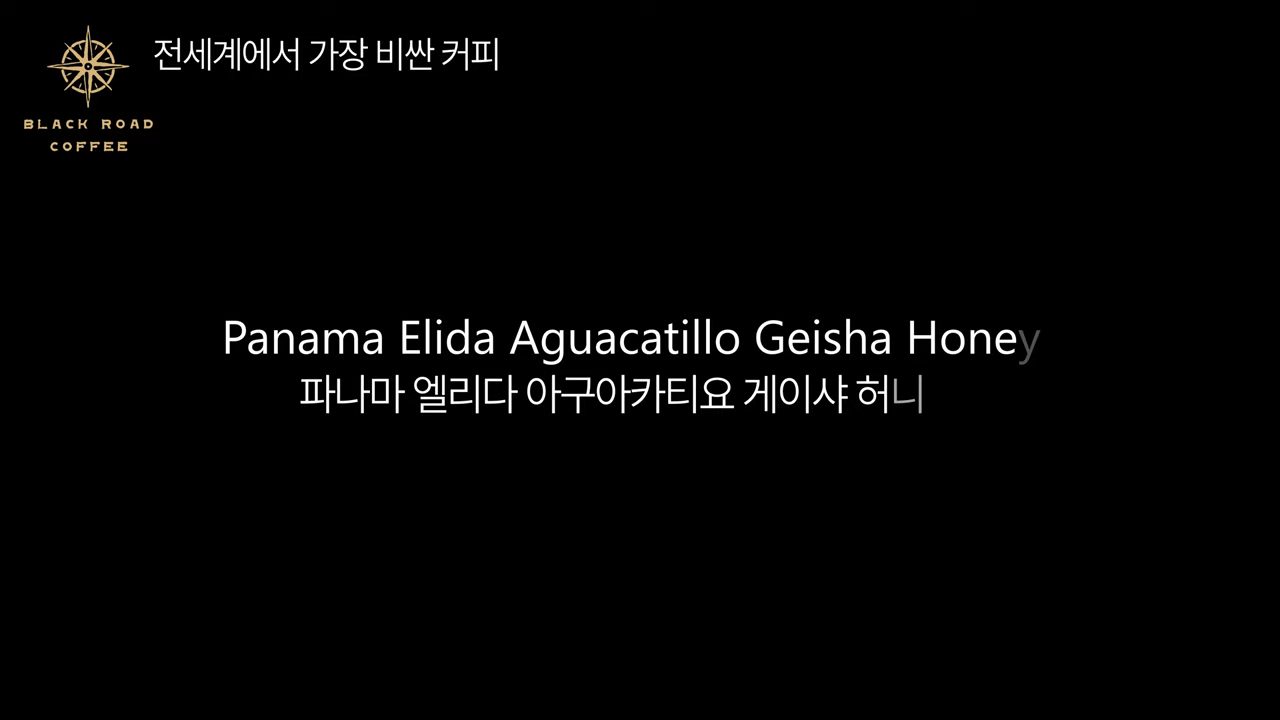 전세계에서 가장 비싼 커피
BLACK ROAD
COFFEE
Panama Elida Aguacatillo Geisha Honey
파나마 엘리다 아구아카티요 게이샤 허니